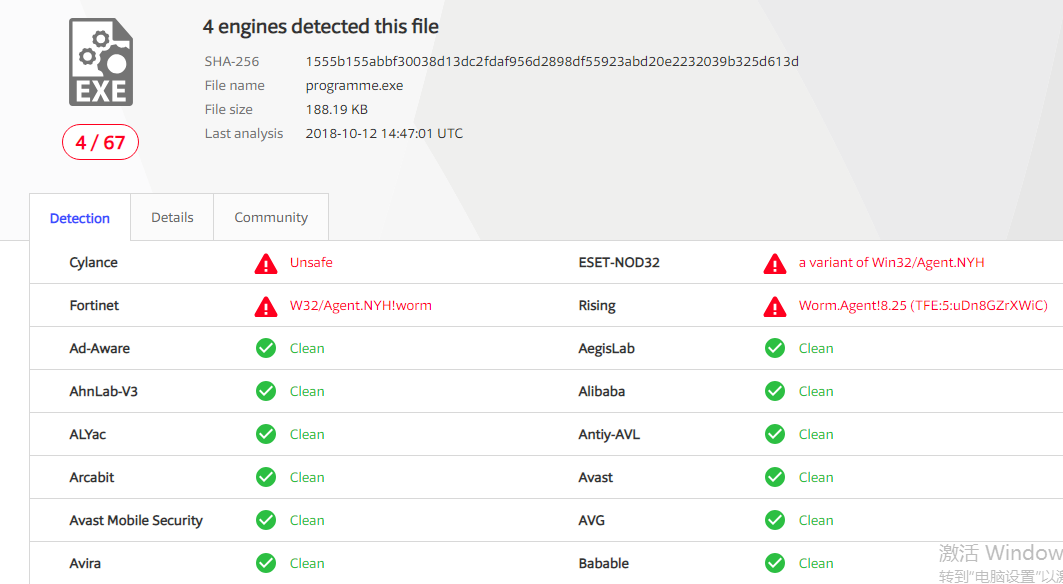 4 engines detected this file
EXE
SHA-256 1555b155abbf30038d13dc2fdaf956d2898df55923abd20e2232039b325d613d
File name programme.exe
File size 188.19 KB
4 / 67
Last analysis 2018-10-12 14:47:01 UTC
Detection Details Community
Cylance Unsafe ESET-NOD32 a variant of Win32/Agent.NYH
Fortinet W32/Agent.NYH!worm Rising Worm.Agent!8.25 (TFE:5:uDn8GZrXWiC)
Ad-Aware Clean AegisLab Clean
AhnLab-V3 Clean Alibaba Clean
ALYac Clean Antiy-AVL Clean
Arcabit Clean Avast Clean
Avast Mobile Security Clean AVG Clean
Avira Clean Babable Clean
激活 Window
转到"电脑设置"以